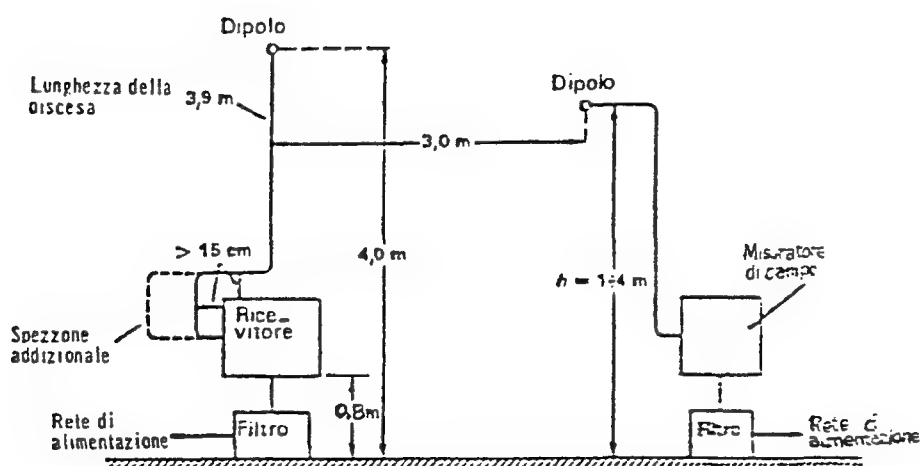 Dipolo
Lunghezza della
discesa
3,9 m
Dipolo
3,0 m
> 15 cm
4,0 m
h = 1÷4 m
Misuratore
di campo
Rice-
vitore
Spezzone
addizionale
0,8m
Rete di
alimentazione
Filtro
Filtro
Rete di
alimentazione